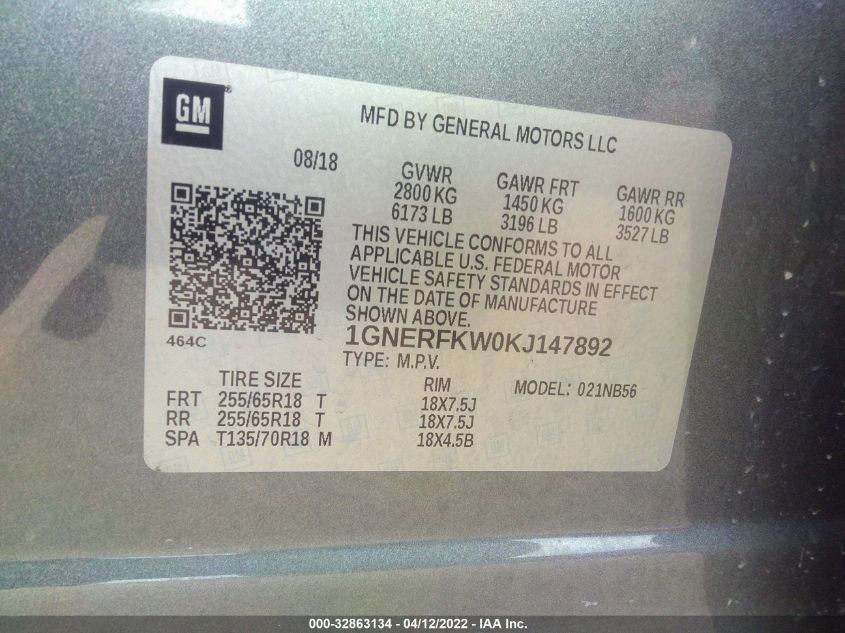 GM®
MFD BY GENERAL MOTORS LLC
08/18
GVWR
2800 KG
6173 LB
GAWR FRT
1450 KG
3196 LB
GAWR RR
1600 KG
3527 LB
THIS VEHICLE CONFORMS TO ALL
APPLICABLE U.S. FEDERAL MOTOR
VEHICLE SAFETY STANDARDS IN EFFECT
ON THE DATE OF MANUFACTURE
SHOWN ABOVE.
464C
1GNERFKW0KJ147892
TYPE: M.P.V.
TIRE SIZE RIM MODEL: 021NB56
FRT 255/65R18 T 18X7.5J
RR 255/65R18 T 18X7.5J
SPA T135/70R18 M 18X4.5B
000-32863134 - 04/12/2022 - IAA Inc.